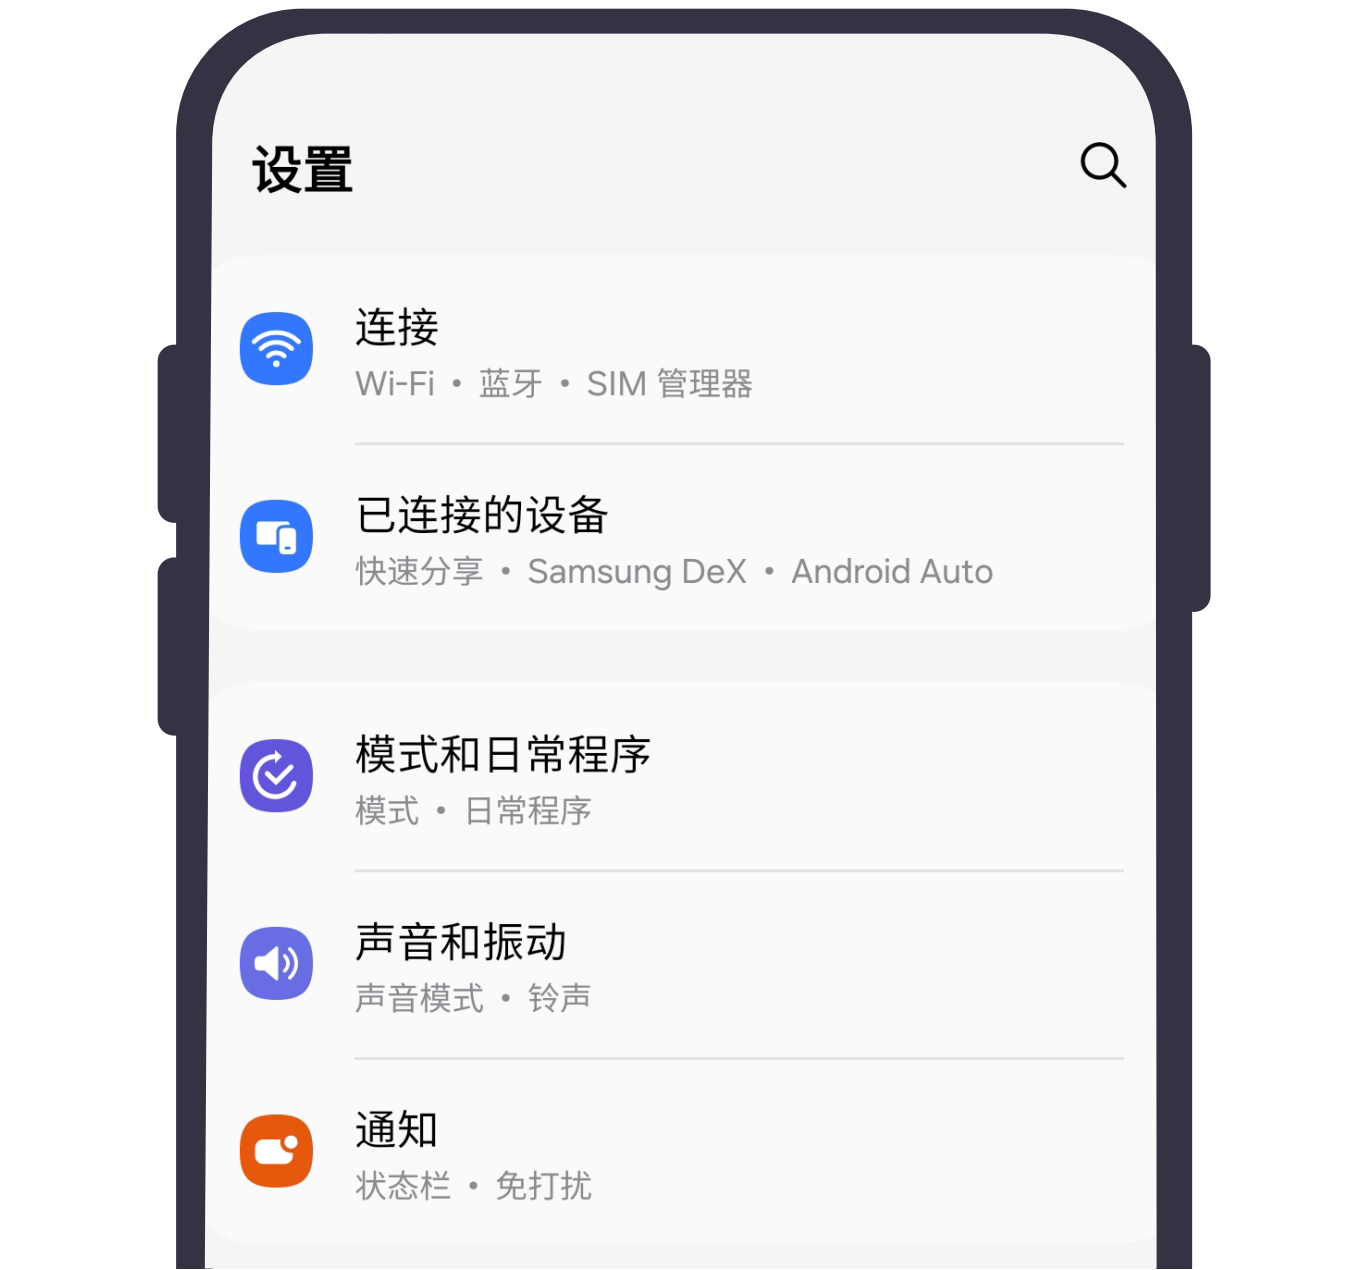 设置
连接
Wi-Fi • 蓝牙 • SIM 管理器
已连接的设备
快速分享 • Samsung DeX • Android Auto
模式和日常程序
模式 • 日常程序
声音和振动
声音模式 • 铃声
通知
状态栏 • 免打扰